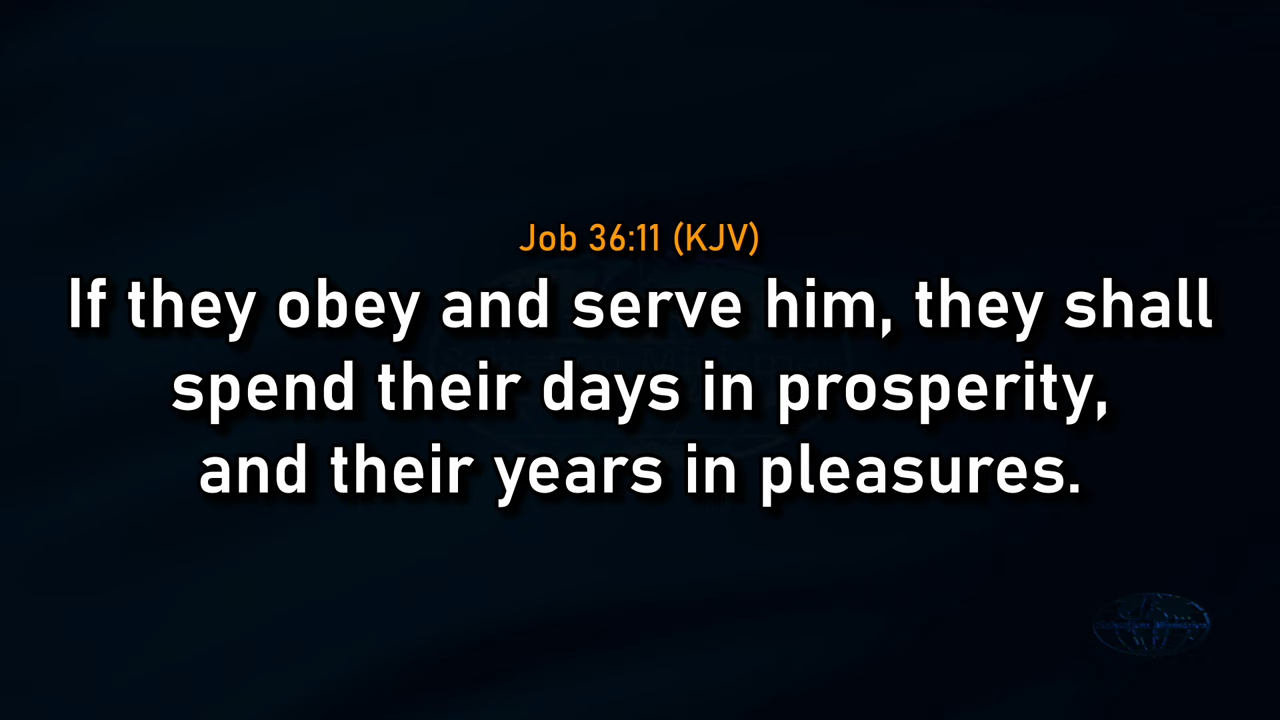 Job 36:11 (KJV)
If they obey and serve him, they shall
spend their days in prosperity,
and their years in pleasures.